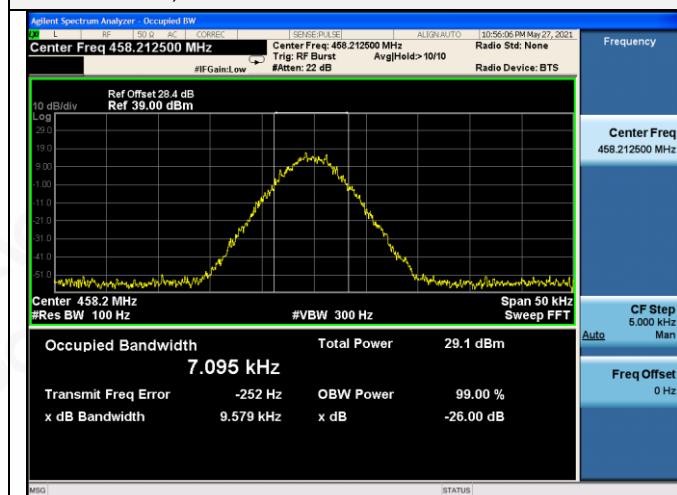 Agilent Spectrum Analyzer - Occupied BW
LXI L RF 50 Ω AC CORREC SENSE:PULSE ALIGN AUTO 10:56:06 PM May 27, 2021
Center Freq 458.212500 MHz Center Freq: 458.212500 MHz Radio Std: None Frequency
Trig: RF Burst Avg|Hold:> 10/10
#IFGain:Low #Atten: 22 dB Radio Device: BTS
Ref Offset 28.4 dB
10 dB/div Ref 39.00 dBm
Log
29.0
19.0
9.00
-1.00
-11.0
-21.0
-31.0
-41.0
-51.0
Center Freq
458.212500 MHz
Center 458.2 MHz Span 50 kHz
#Res BW 100 Hz #VBW 300 Hz Sweep FFT
CF Step
5.000 kHz
Auto Man
Occupied Bandwidth Total Power 29.1 dBm
7.095 kHz
Transmit Freq Error -252 Hz OBW Power 99.00 %
x dB Bandwidth 9.579 kHz x dB -26.00 dB
Freq Offset
0 Hz
MSG STATUS